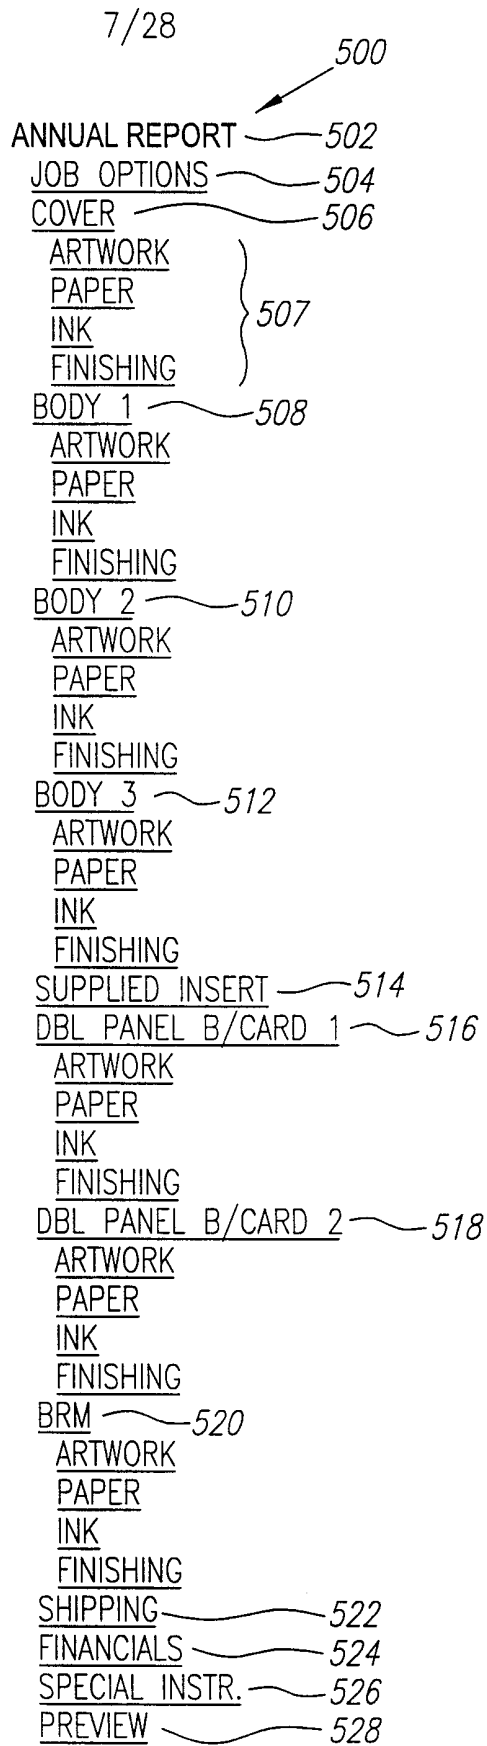 7/28
500
ANNUAL REPORT 502
JOB OPTIONS 504
COVER 506
ARTWORK
PAPER
INK
FINISHING
507
BODY 1 508
ARTWORK
PAPER
INK
FINISHING
BODY 2 510
ARTWORK
PAPER
INK
FINISHING
BODY 3 512
ARTWORK
PAPER
INK
FINISHING
SUPPLIED INSERT 514
DBL PANEL B/CARD 1 516
ARTWORK
PAPER
INK
FINISHING
DBL PANEL B/CARD 2 518
ARTWORK
PAPER
INK
FINISHING
BRM 520
ARTWORK
PAPER
INK
FINISHING
SHIPPING 522
FINANCIALS 524
SPECIAL INSTR. 526
PREVIEW 528